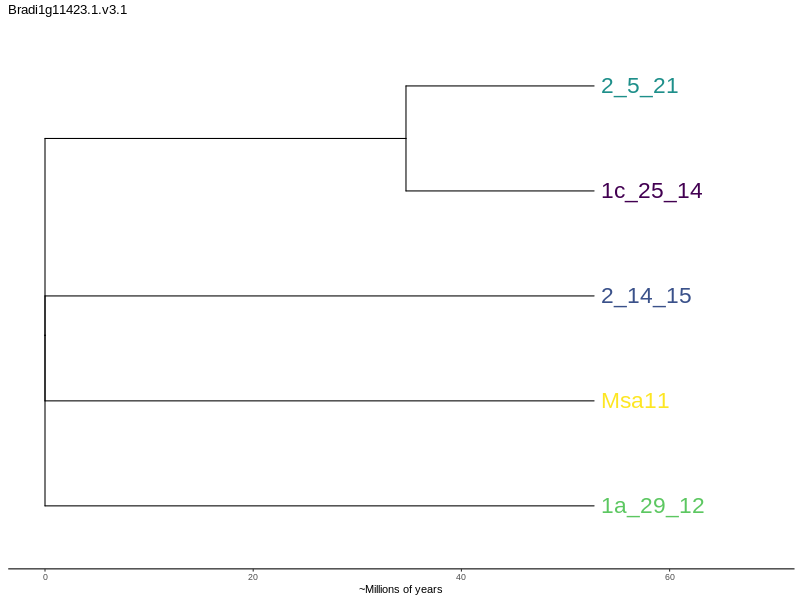 Bradi1g11423.1.v3.1
2_5_21
1c_25_14
2_14_15
Msa11
1a_29_12
0 20 40 60
~Millions of years